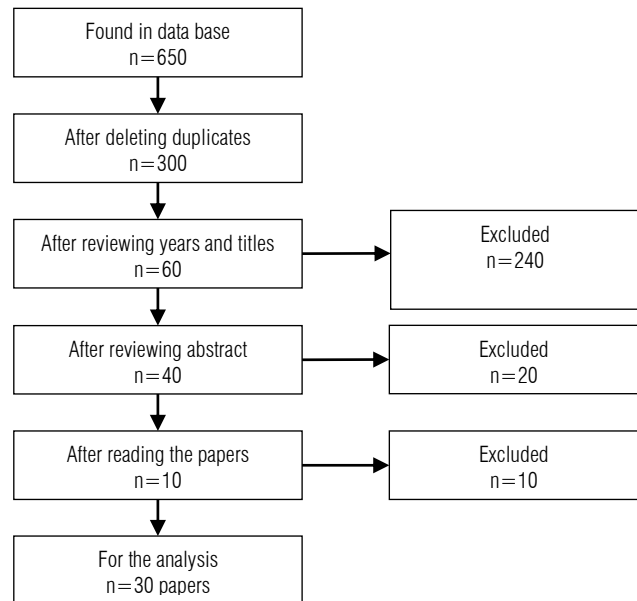 Found in data base
n=650
After deleting duplicates
n=300
After reviewing years and titles
n=60
Excluded
n=240
After reviewing abstract
n=40
Excluded
n=20
After reading the papers
n=10
Excluded
n=10
For the analysis
n=30 papers